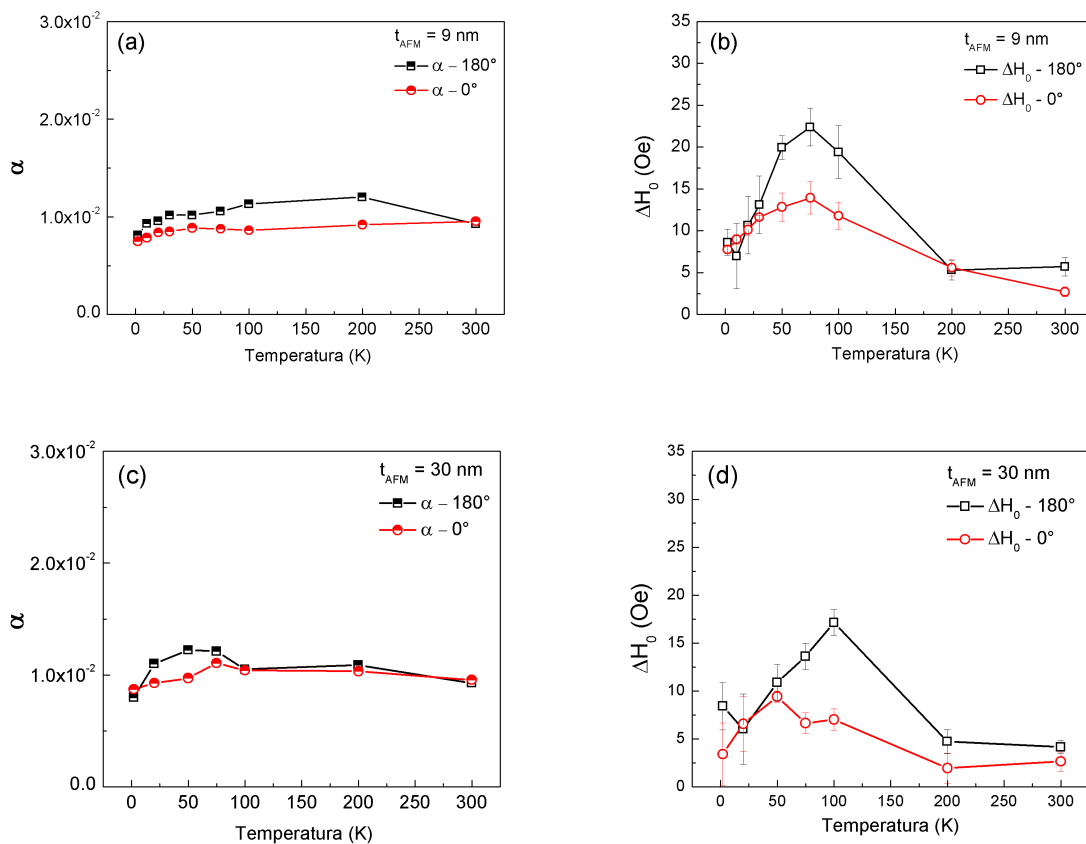 (a)
t_AFM = 9 nm
α – 180°
α – 0°
3.0x10⁻²
2.0x10⁻²
1.0x10⁻²
0.0
α
0 50 100 150 200 250 300
Temperatura (K)
(b)
t_AFM = 9 nm
ΔH₀ - 180°
ΔH₀ - 0°
35
30
25
20
15
10
5
0
ΔH₀ (Oe)
0 50 100 150 200 250 300
Temperatura (K)
(c)
t_AFM = 30 nm
α – 180°
α – 0°
3.0x10⁻²
2.0x10⁻²
1.0x10⁻²
0.0
α
0 50 100 150 200 250 300
Temperatura (K)
(d)
t_AFM = 30 nm
ΔH₀ - 180°
ΔH₀ - 0°
35
30
25
20
15
10
5
0
ΔH₀ (Oe)
0 50 100 150 200 250 300
Temperatura (K)